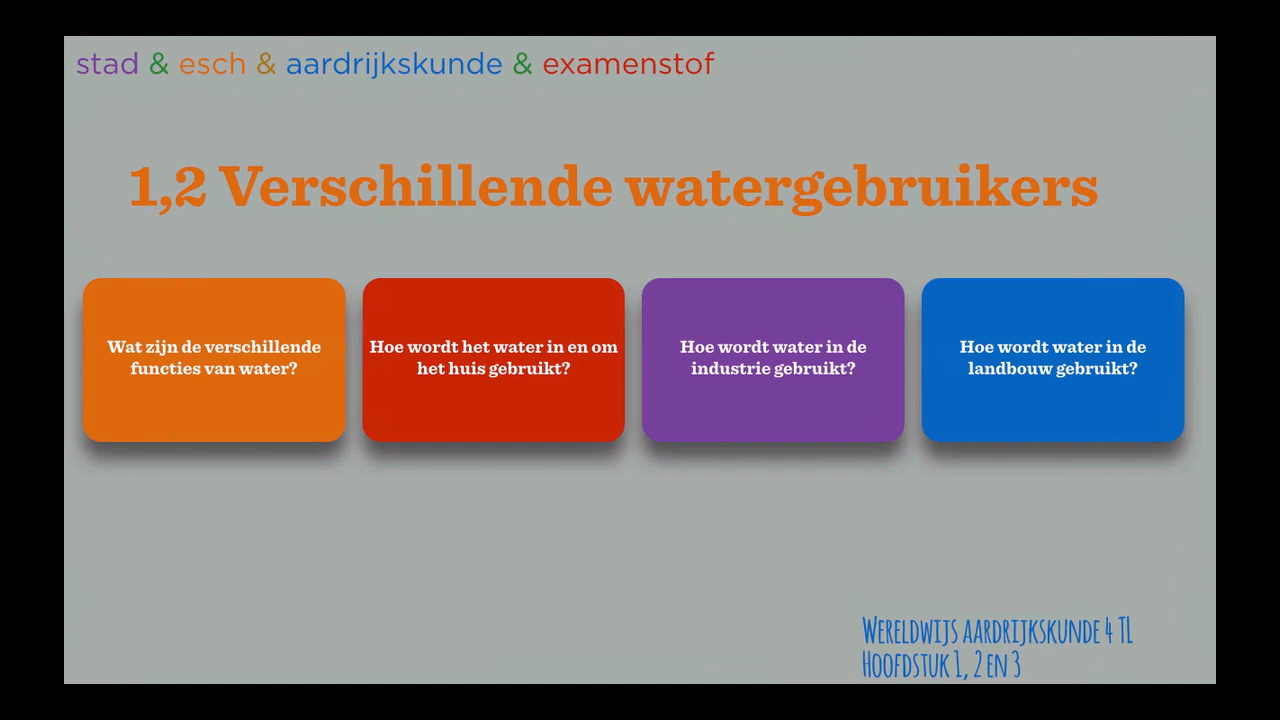 stad & esch & aardrijkskunde & examenstof
1,2 Verschillende watergebruikers
Wat zijn de verschillende
functies van water?
Hoe wordt het water in en om
het huis gebruikt?
Hoe wordt water in de
industrie gebruikt?
Hoe wordt water in de
landbouw gebruikt?
Wereldwijs aardrijkskunde 4 TL
Hoofdstuk 1, 2 en 3